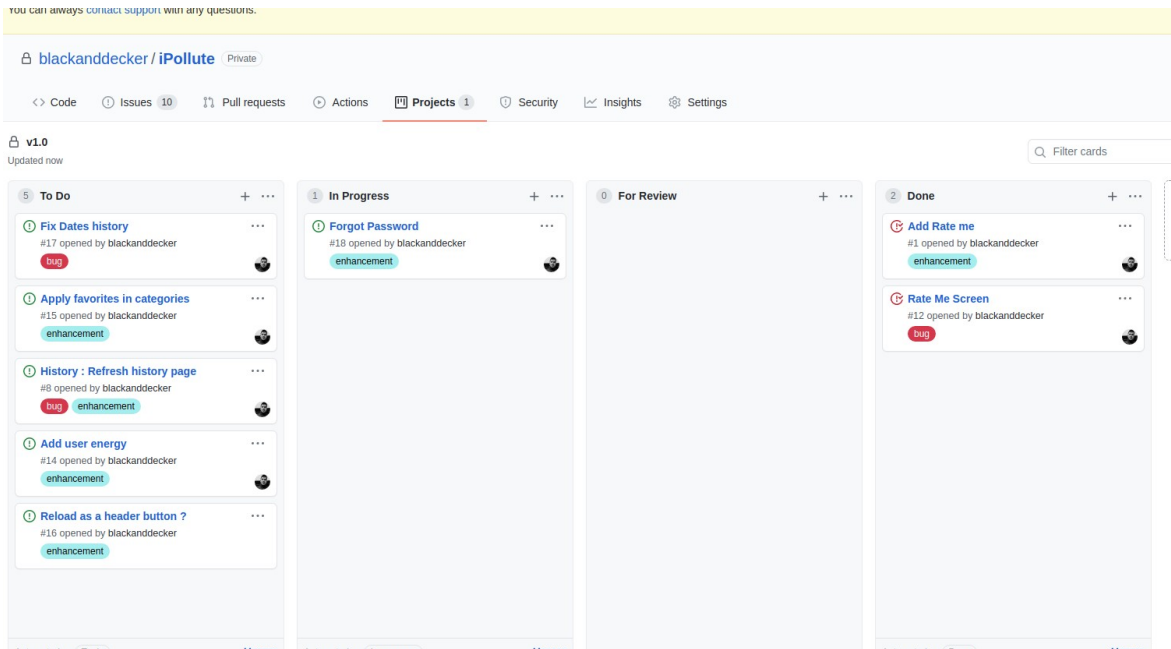 You can always contact support with any questions.
blackanddecker / iPollute Private
Code Issues 10 Pull requests Actions Projects 1 Security Insights Settings
v1.0
Updated now
Filter cards
5 To Do
Fix Dates history
#17 opened by blackanddecker
bug
Apply favorites in categories
#15 opened by blackanddecker
enhancement
History : Refresh history page
#8 opened by blackanddecker
bug enhancement
Add user energy
#14 opened by blackanddecker
enhancement
Reload as a header button ?
#16 opened by blackanddecker
enhancement
1 In Progress
Forgot Password
#18 opened by blackanddecker
enhancement
0 For Review
2 Done
Add Rate me
#1 opened by blackanddecker
enhancement
Rate Me Screen
#12 opened by blackanddecker
bug